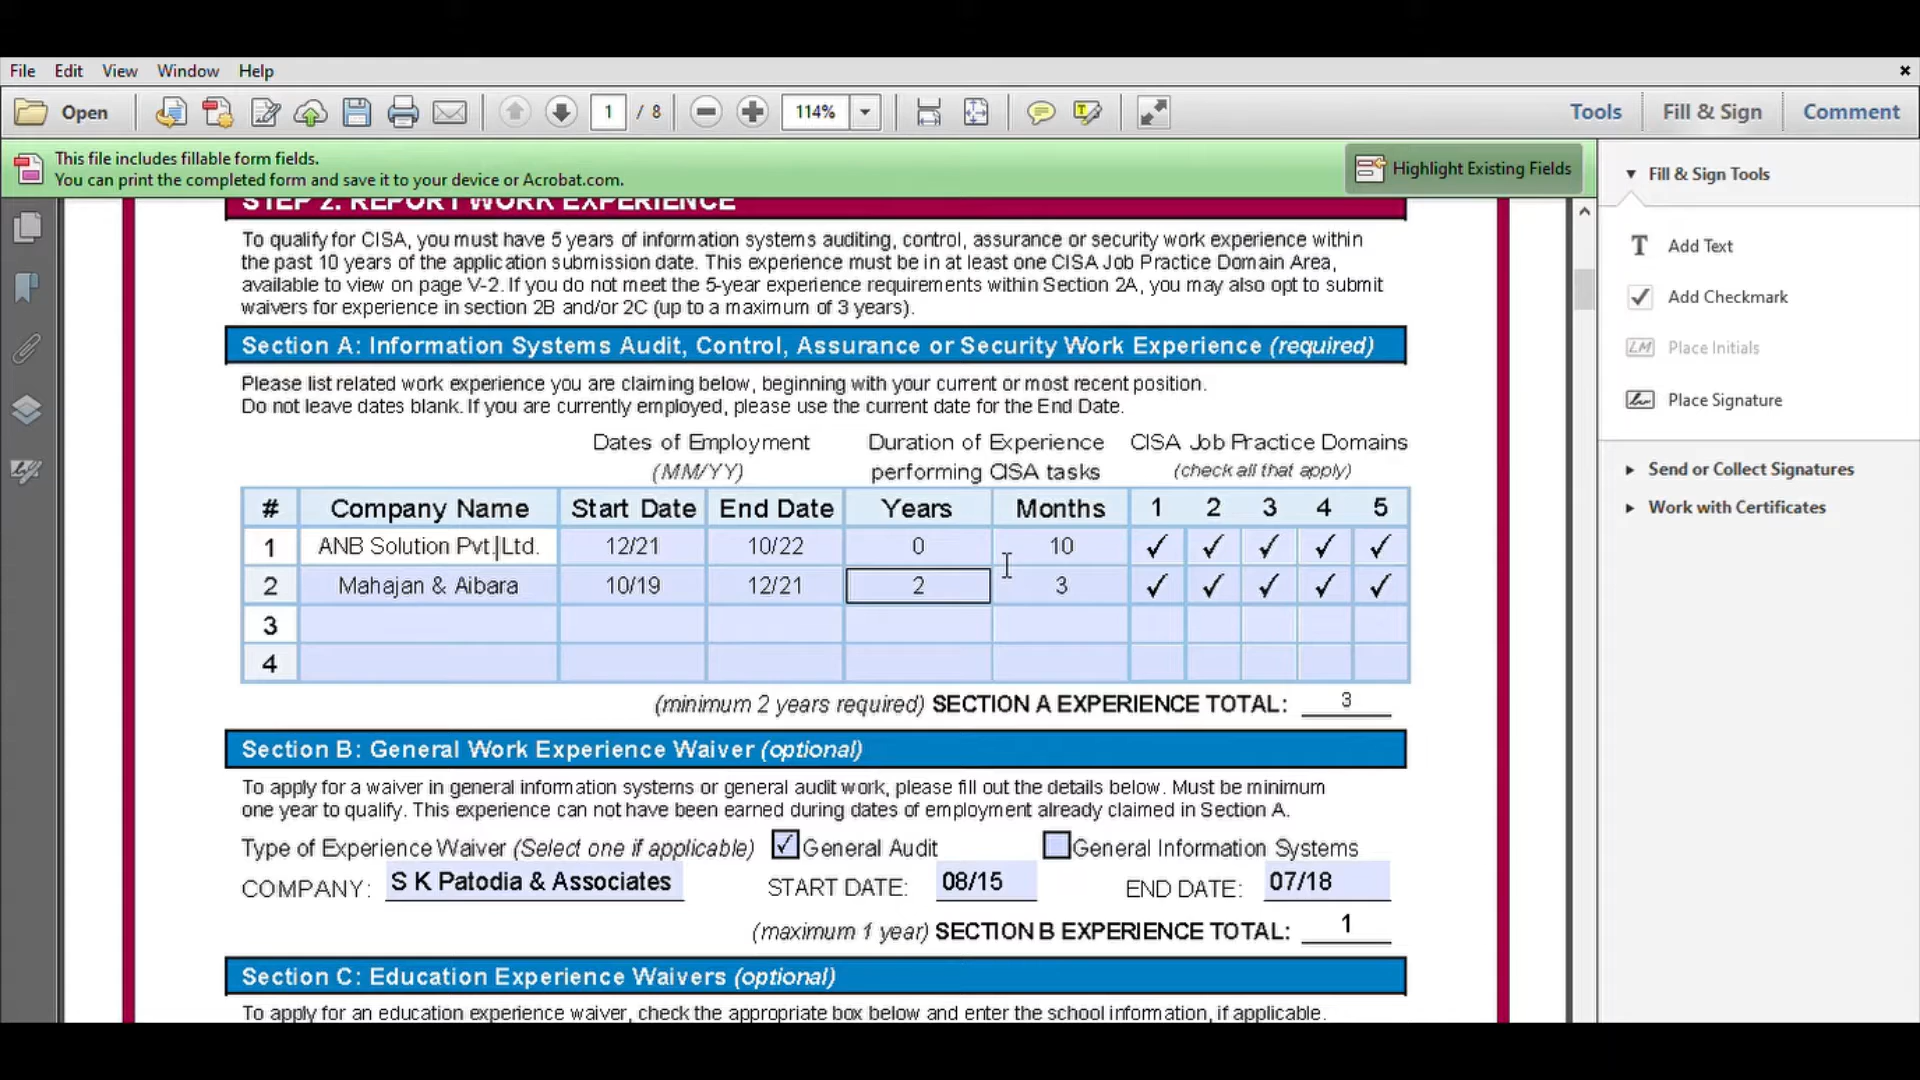 File Edit View Window Help
Open 1 / 8 114% Tools Fill & Sign Comment
This file includes fillable form fields.
You can print the completed form and save it to your device or Acrobat.com.
Highlight Existing Fields
Fill & Sign Tools
Add Text
Add Checkmark
Place Initials
Place Signature
Send or Collect Signatures
Work with Certificates
STEP 2. REPORT WORK EXPERIENCE
To qualify for CISA, you must have 5 years of information systems auditing, control, assurance or security work experience within
the past 10 years of the application submission date. This experience must be in at least one CISA Job Practice Domain Area,
available to view on page V-2. If you do not meet the 5-year experience requirements within Section 2A, you may also opt to submit
waivers for experience in section 2B and/or 2C (up to a maximum of 3 years).
Section A: Information Systems Audit, Control, Assurance or Security Work Experience (required)
Please list related work experience you are claiming below, beginning with your current or most recent position.
Do not leave dates blank. If you are currently employed, please use the current date for the End Date.
Dates of Employment Duration of Experience CISA Job Practice Domains
(MM/YY) performing CISA tasks (check all that apply)
# Company Name Start Date End Date Years Months 1 2 3 4 5
1 ANB Solution Pvt. Ltd. 12/21 10/22 0 10 ✓ ✓ ✓ ✓ ✓
2 Mahajan & Aibara 10/19 12/21 2 3 ✓ ✓ ✓ ✓ ✓
3
4
(minimum 2 years required) SECTION A EXPERIENCE TOTAL: 3
Section B: General Work Experience Waiver (optional)
To apply for a waiver in general information systems or general audit work, please fill out the details below. Must be minimum
one year to qualify. This experience can not have been earned during dates of employment already claimed in Section A.
Type of Experience Waiver (Select one if applicable) ✓ General Audit General Information Systems
COMPANY: S K Patodia & Associates START DATE: 08/15 END DATE: 07/18
(maximum 1 year) SECTION B EXPERIENCE TOTAL: 1
Section C: Education Experience Waivers (optional)
To apply for an education experience waiver, check the appropriate box below and enter the school information, if applicable.